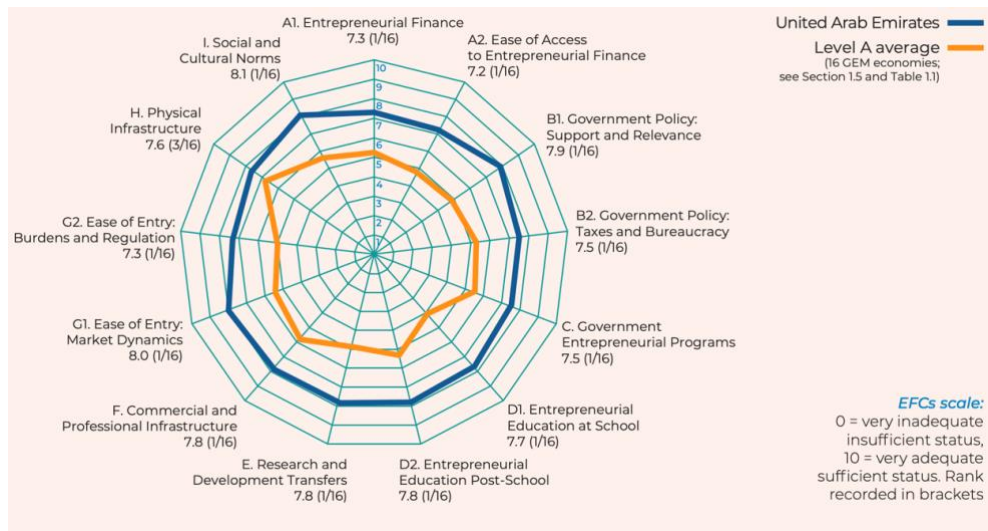 A1. Entrepreneurial Finance
7.3 (1/16)
A2. Ease of Access
to Entrepreneurial Finance
7.2 (1/16)
B1. Government Policy:
Support and Relevance
7.9 (1/16)
B2. Government Policy:
Taxes and Bureaucracy
7.5 (1/16)
C. Government
Entrepreneurial Programs
7.5 (1/16)
D1. Entrepreneurial
Education at School
7.7 (1/16)
D2. Entrepreneurial
Education Post-School
7.8 (1/16)
E. Research and
Development Transfers
7.8 (1/16)
F. Commercial and
Professional Infrastructure
7.8 (1/16)
G1. Ease of Entry:
Market Dynamics
8.0 (1/16)
G2. Ease of Entry:
Burdens and Regulation
7.3 (1/16)
H. Physical
Infrastructure
7.6 (3/16)
I. Social and
Cultural Norms
8.1 (1/16)
10
9
8
7
6
5
4
3
2
1
United Arab Emirates
Level A average
(16 GEM economies;
see Section 1.5 and Table 1.1)
EFCs scale:
0 = very inadequate
insufficient status,
10 = very adequate
sufficient status. Rank
recorded in brackets